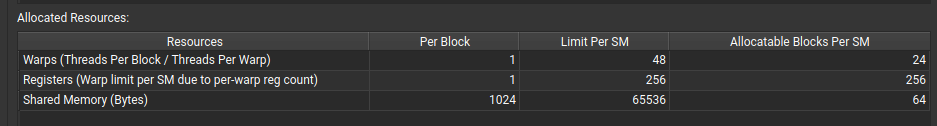 Allocated Resources:
Resources Per Block Limit Per SM Allocatable Blocks Per SM
Warps (Threads Per Block / Threads Per Warp) 1 48 24
Registers (Warp limit per SM due to per-warp reg count) 1 256 256
Shared Memory (Bytes) 1024 65536 64